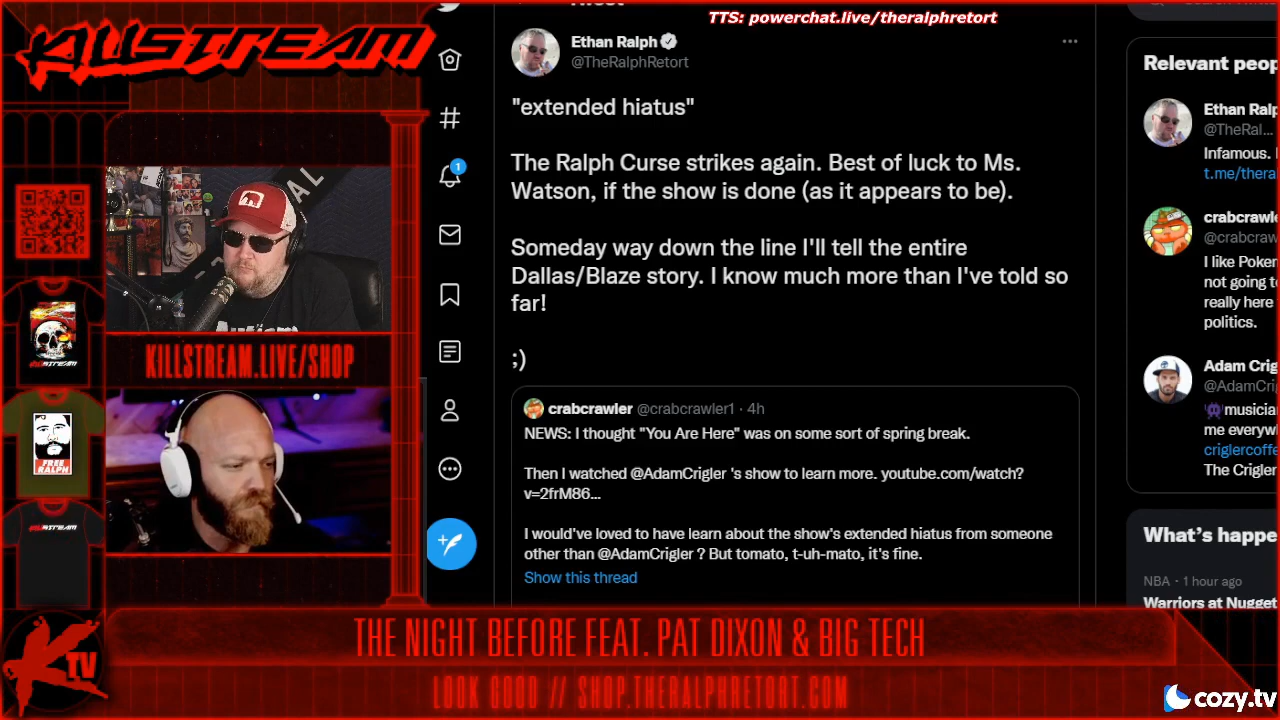 KILLSTREAM
TTS: powerchat.live/theralphretort
Ethan Ralph
@TheRalphRetort
"extended hiatus"
The Ralph Curse strikes again. Best of luck to Ms.
Watson, if the show is done (as it appears to be).
Someday way down the line I'll tell the entire
Dallas/Blaze story. I know much more than I've told so
far!
;)
crabcrawler @crabcrawler1 · 4h
NEWS: I thought "You Are Here" was on some sort of spring break.
Then I watched @AdamCrigler 's show to learn more. youtube.com/watch?
v=2frM86...
I would've loved to have learn about the show's extended hiatus from someone
other than @AdamCrigler ? But tomato, t-uh-mato, it's fine.
Show this thread
1
Relevant peop
Ethan Ralp
@TheRal...
Infamous. I
t.me/thera
crabcrawle
@crabcraw
I like Poker
not going to
really here
politics.
Adam Crig
@AdamCri
musicia
me everywh
criglercoffe
The Crigler
What's happe
NBA · 1 hour ago
Warriors at Nugget
KILLSTREAM.LIVE/SHOP
FREE
RALPH
KILLSTREAM
K
TV
THE NIGHT BEFORE FEAT. PAT DIXON & BIG TECH
LOOK GOOD // SHOP.THERALPHRETORT.COM
cozy.tv